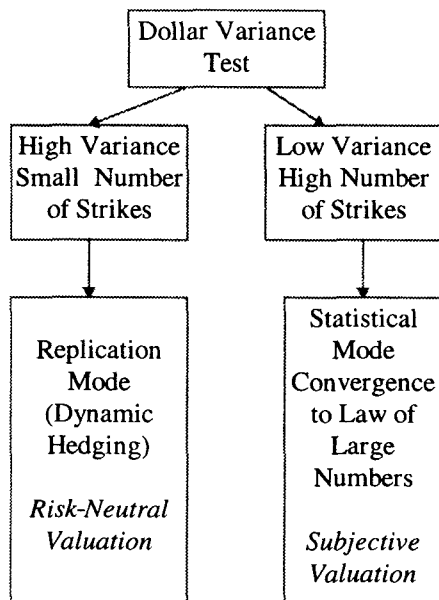 Dollar Variance
Test
High Variance
Small Number
of Strikes
Low Variance
High Number
of Strikes
Replication
Mode
(Dynamic
Hedging)
Risk-Neutral
Valuation
Statistical
Mode
Convergence
to Law of
Large
Numbers
Subjective
Valuation